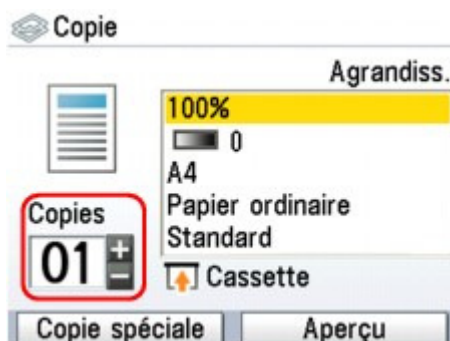 Copie
Agrandiss.
100%
0
A4
Papier ordinaire
Standard
Cassette
Copies
01 + -
Copie spéciale
Aperçu